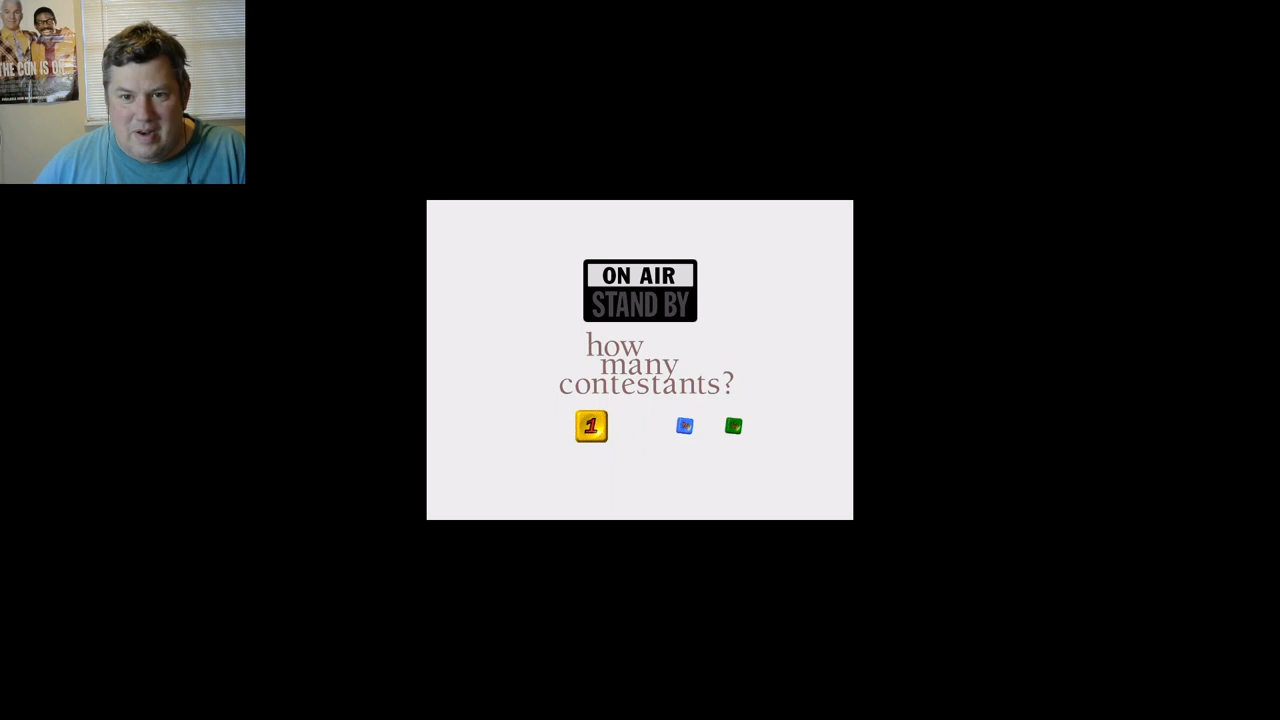 THE CON IS ON
ON AIR
STAND BY
how
many
contestants?
1